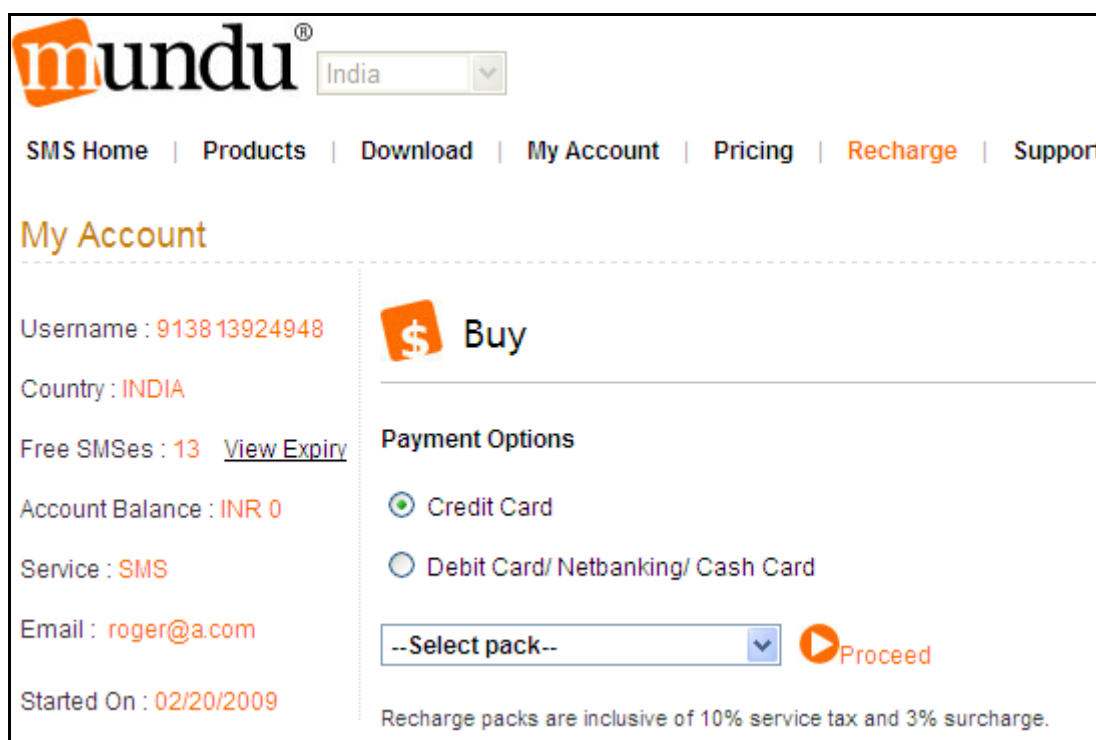 mundu®
India
SMS Home | Products | Download | My Account | Pricing | Recharge | Support
My Account
Username : 913813924948
Country : INDIA
Free SMSes : 13 View Expiry
Account Balance : INR 0
Service : SMS
Email : roger@a.com
Started On : 02/20/2009
$ Buy
Payment Options
Credit Card
Debit Card/ Netbanking/ Cash Card
--Select pack--
Proceed
Recharge packs are inclusive of 10% service tax and 3% surcharge.